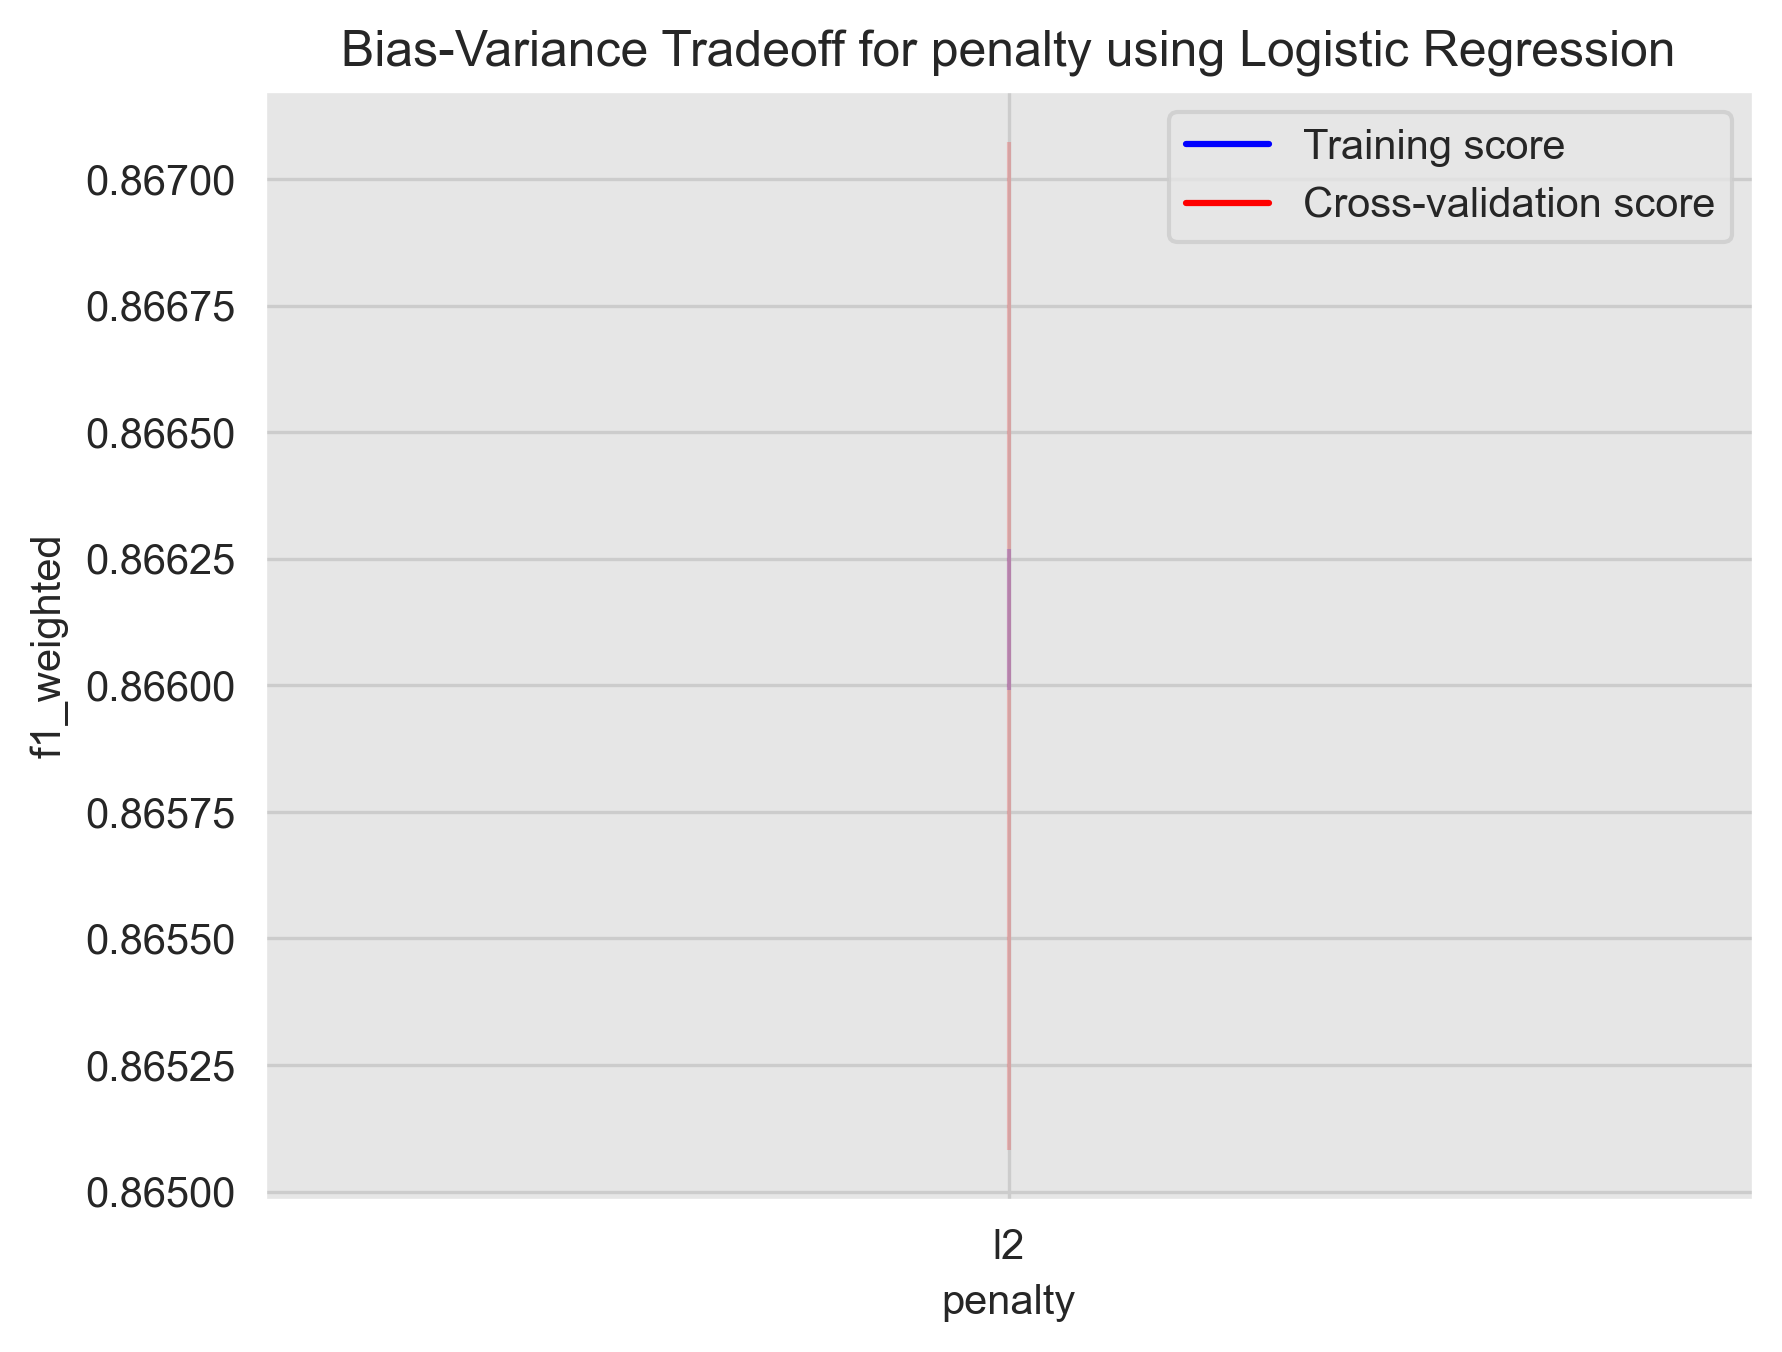 Bias-Variance Tradeoff for penalty using Logistic Regression
Training score
Cross-validation score
0.86700
0.86675
0.86650
0.86625
0.86600
0.86575
0.86550
0.86525
0.86500
f1_weighted
l2
penalty